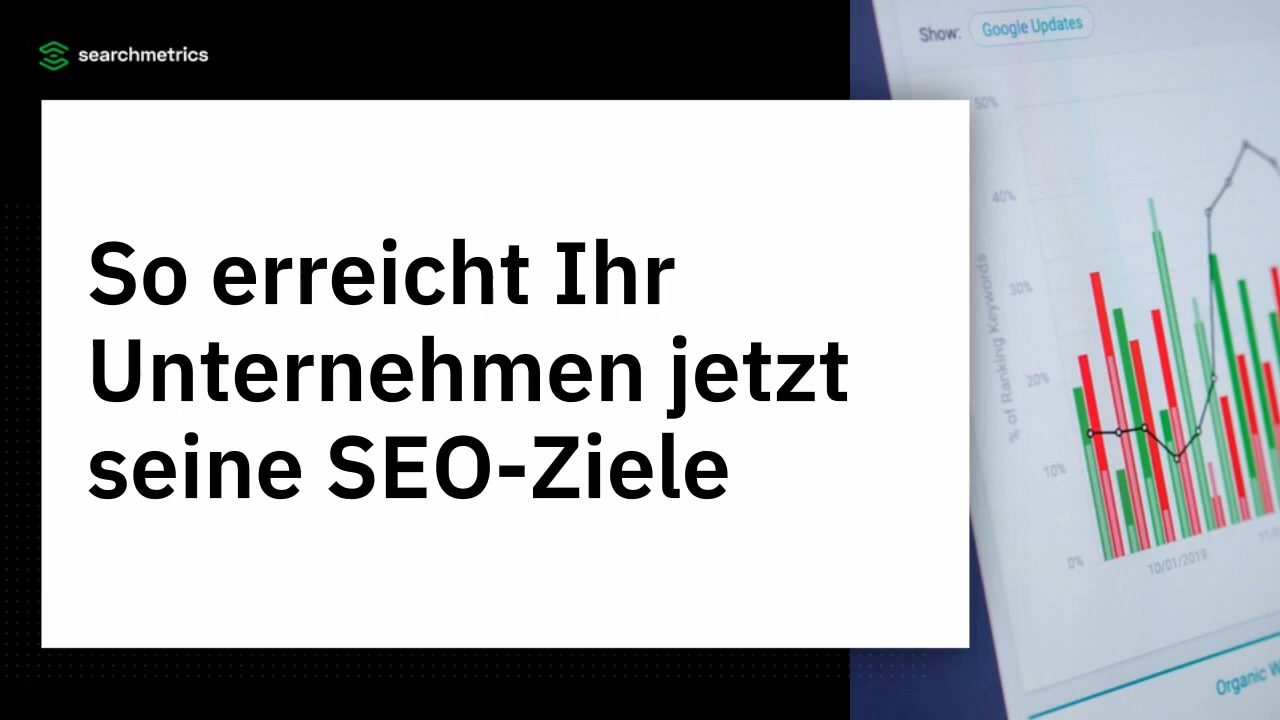 searchmetrics
So erreicht Ihr
Unternehmen jetzt
seine SEO-Ziele
Show: Google Updates
50%
40%
30%
20%
10%
0%
% of Ranking Keywords
10/01/2019
Organic